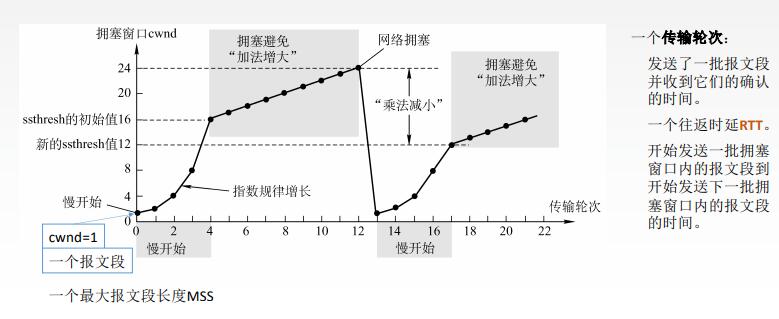 拥塞窗口cwnd
24
20
ssthresh的初始值16
新的ssthresh值12
8
4
0
慢开始
cwnd=1
一个报文段
一个最大报文段长度MSS
拥塞避免
“加法增大”
网络拥塞
“乘法减小”
指数规律增长
拥塞避免
“加法增大”
传输轮次
0 2 4 6 8 10 12 14 16 18 20 22
慢开始
慢开始
一个传输轮次：
发送了一批报文段
并收到它们的确认
的时间。
一个往返时延RTT。
开始发送一批拥塞
窗口内的报文段到
开始发送下一批拥
塞窗口内的报文段
的时间。